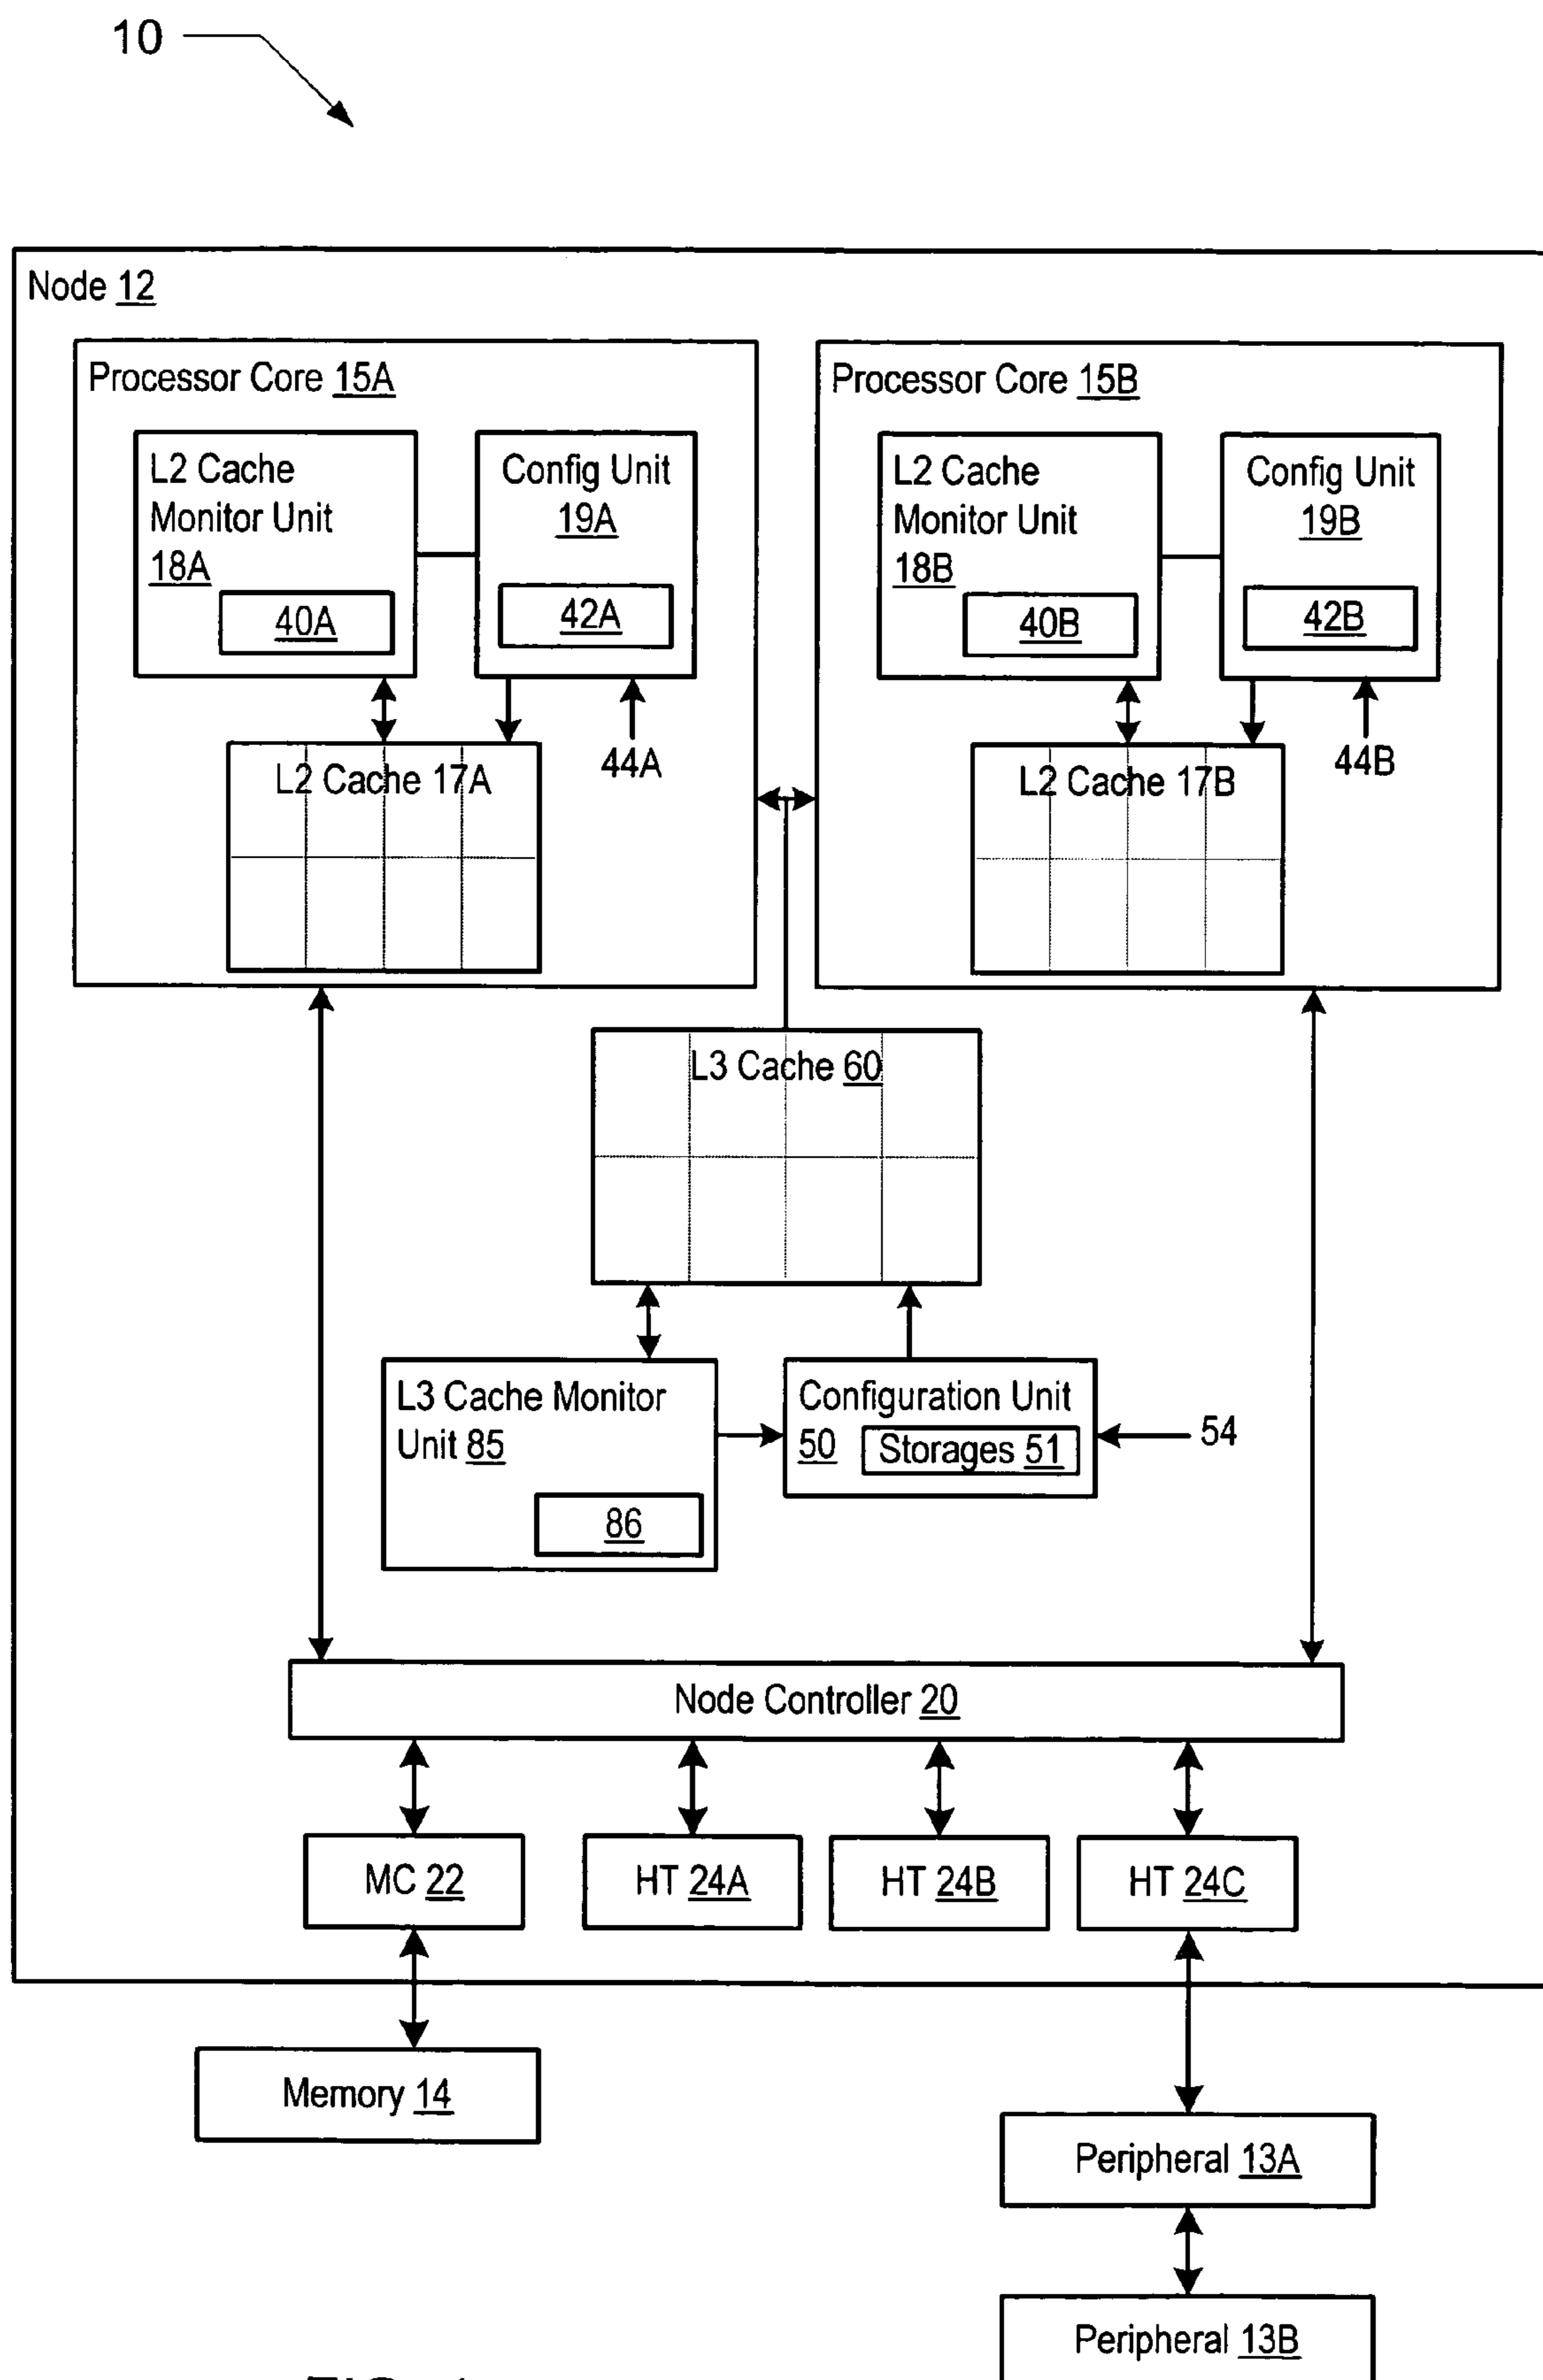 10
Node 12
Processor Core 15A
L2 Cache
Monitor Unit
18A
40A
Config Unit
19A
42A
44A
L2 Cache 17A
Processor Core 15B
L2 Cache
Monitor Unit
18B
40B
Config Unit
19B
42B
44B
L2 Cache 17B
L3 Cache 60
L3 Cache Monitor
Unit 85
86
Configuration Unit
50
Storages 51
54
Node Controller 20
MC 22
HT 24A
HT 24B
HT 24C
Memory 14
Peripheral 13A
Peripheral 13B